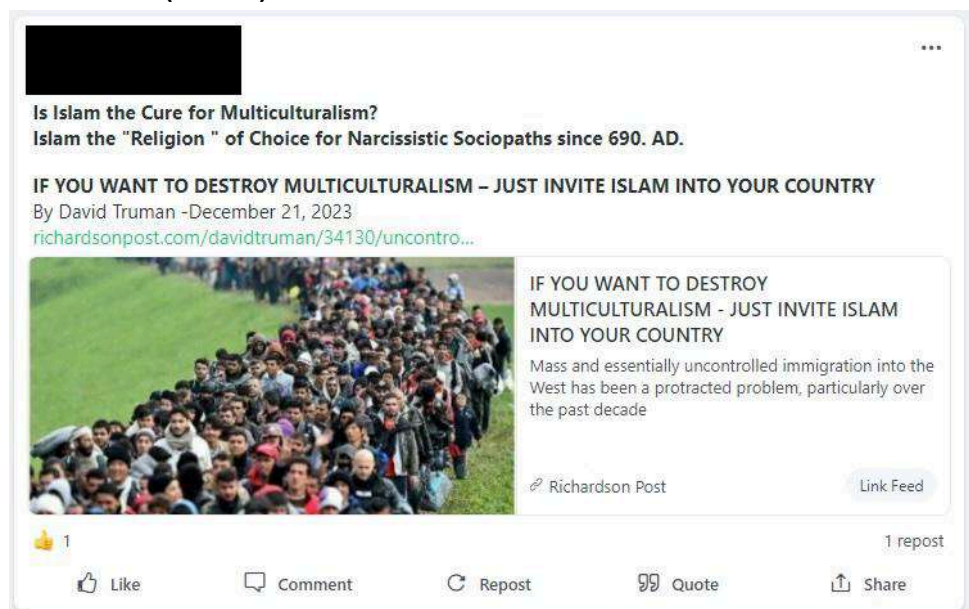 Is Islam the Cure for Multiculturalism?
Islam the "Religion " of Choice for Narcissistic Sociopaths since 690. AD.
IF YOU WANT TO DESTROY MULTICULTURALISM – JUST INVITE ISLAM INTO YOUR COUNTRY
By David Truman -December 21, 2023
richardsonpost.com/davidtruman/34130/uncontro...
IF YOU WANT TO DESTROY
MULTICULTURALISM - JUST INVITE ISLAM
INTO YOUR COUNTRY
Mass and essentially uncontrolled immigration into the
West has been a protracted problem, particularly over
the past decade
Richardson Post
Link Feed
1
1 repost
Like
Comment
Repost
Quote
Share